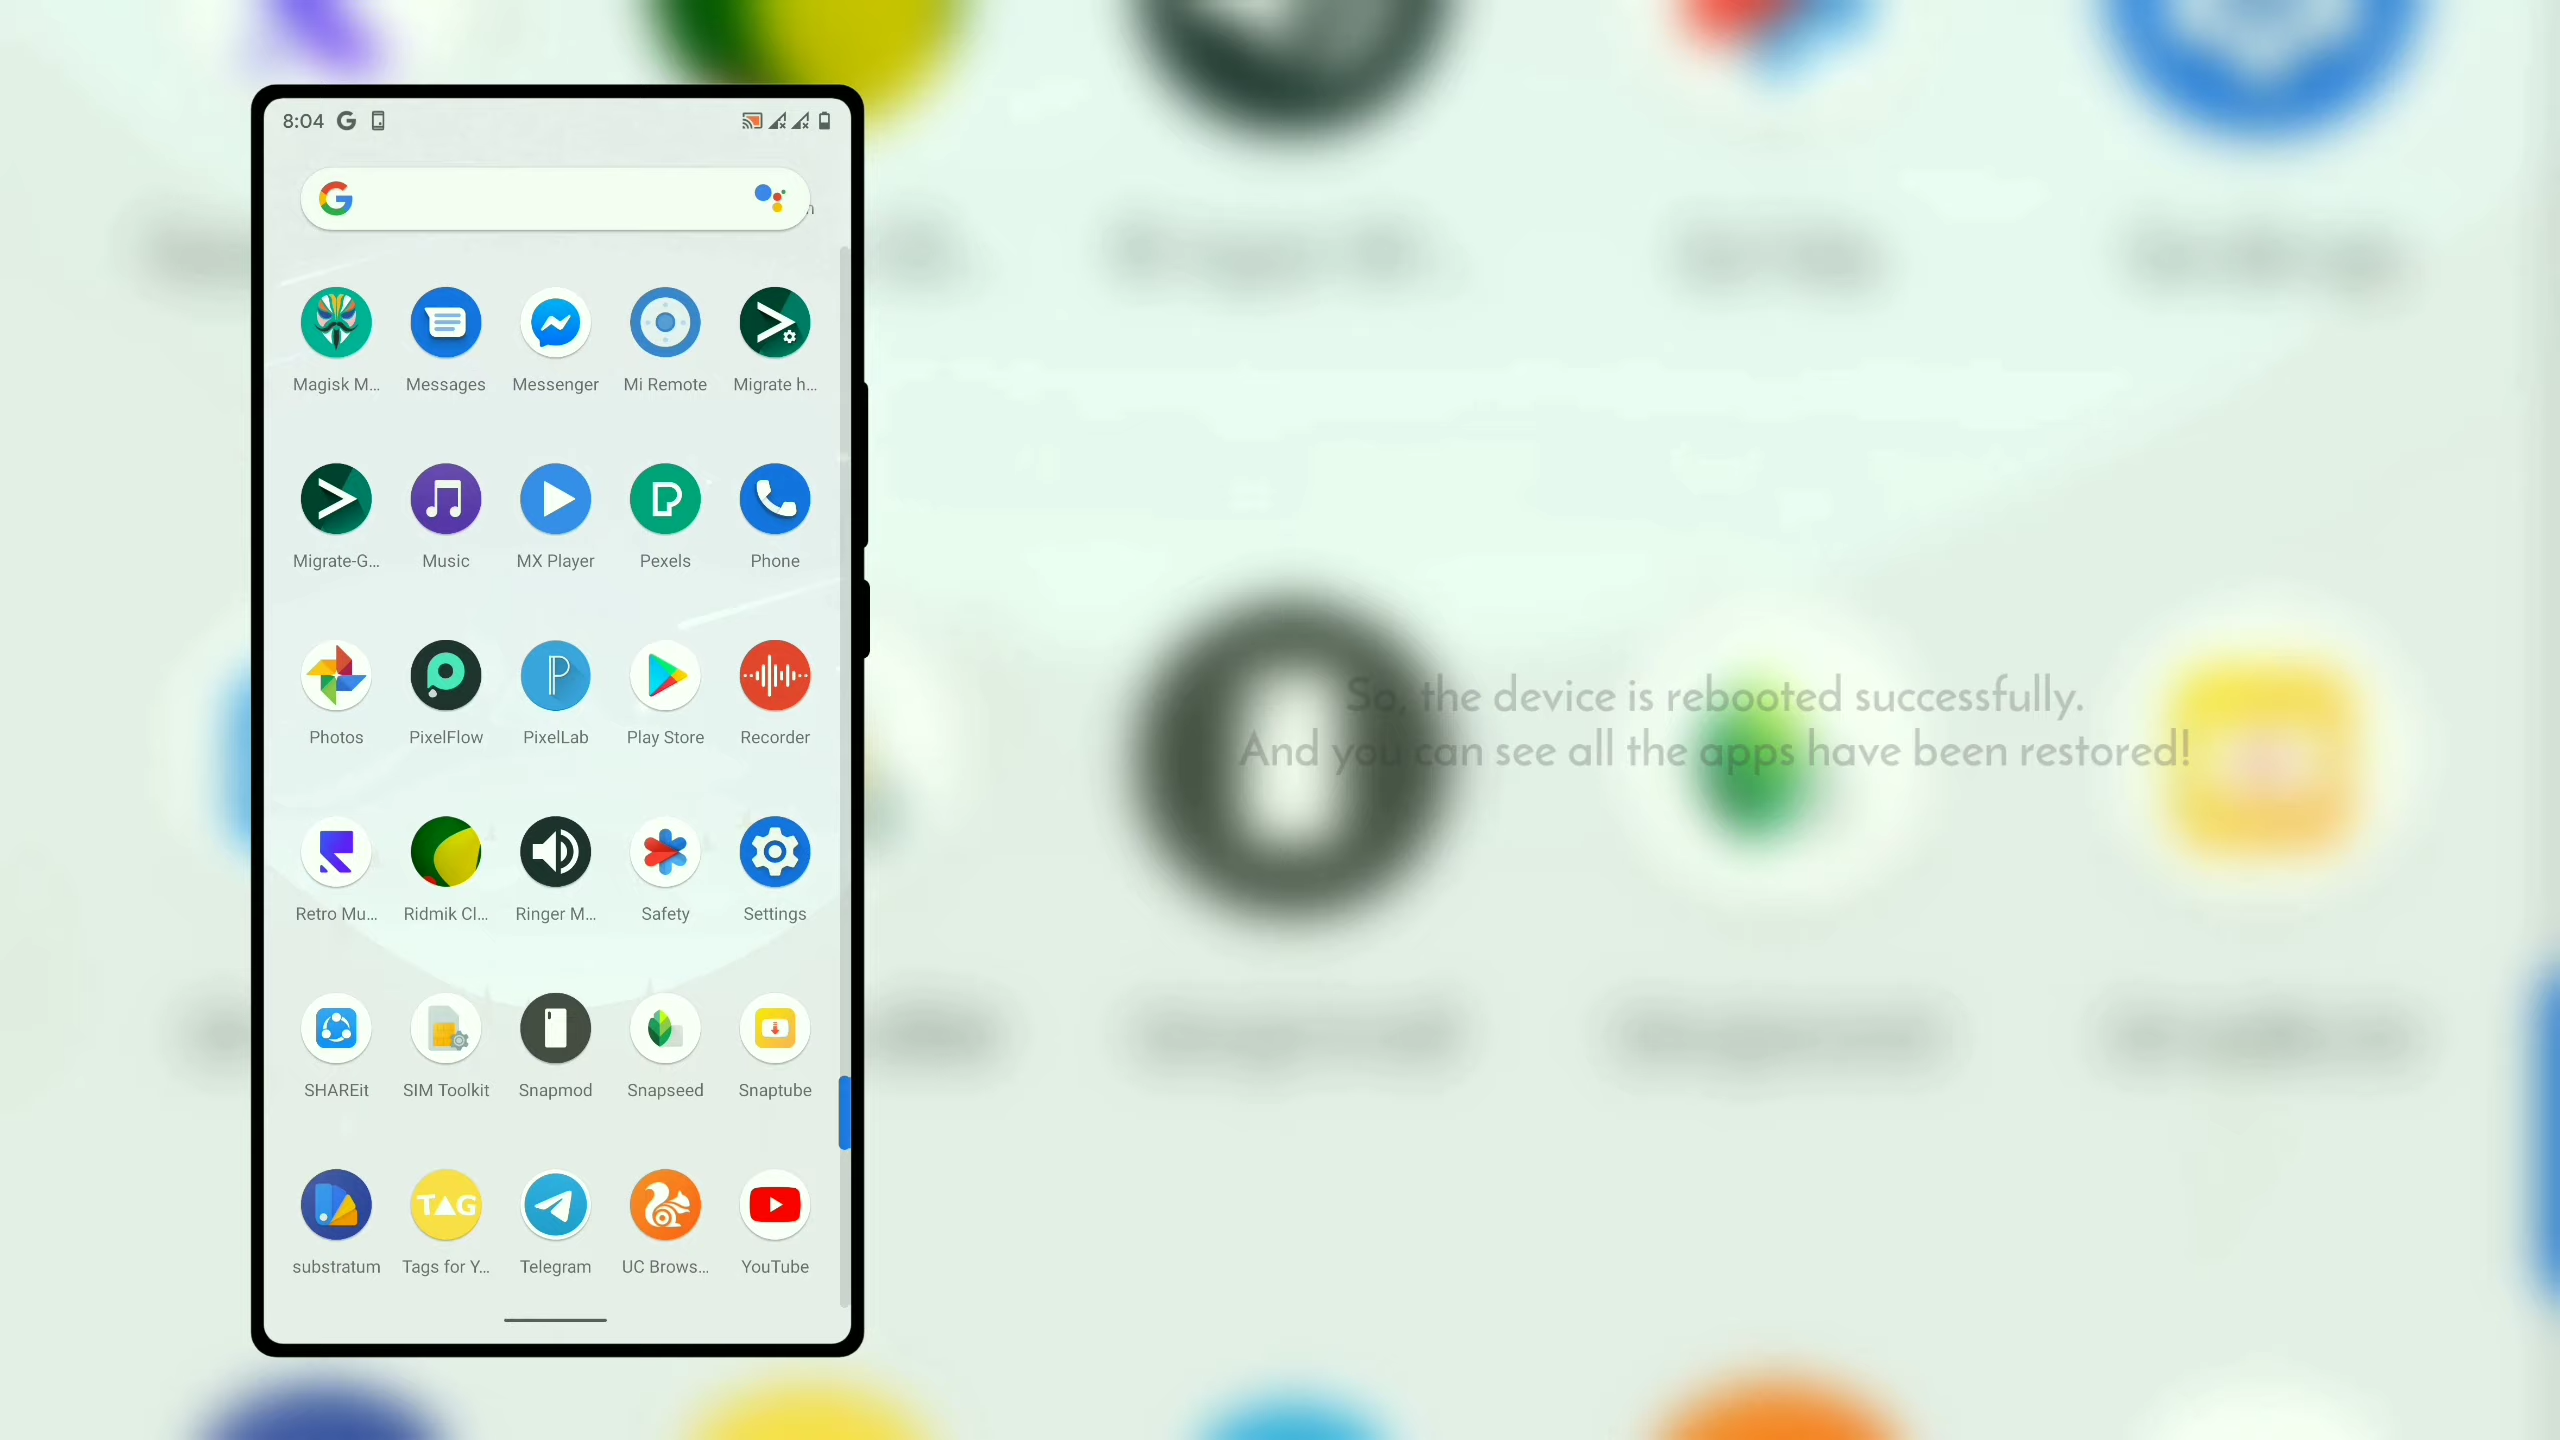 8:04
Magisk M...
Messages
Messenger
Mi Remote
Migrate h...
Migrate-G...
Music
MX Player
Pexels
Phone
Photos
PixelFlow
PixelLab
Play Store
Recorder
Retro Mu...
Ridmik Cl...
Ringer M...
Safety
Settings
SHAREit
SIM Toolkit
Snapmod
Snapseed
Snaptube
TAG
substratum
Tags for Y...
Telegram
UC Brows...
YouTube
So, the device is rebooted successfully.
And you can see all the apps have been restored!